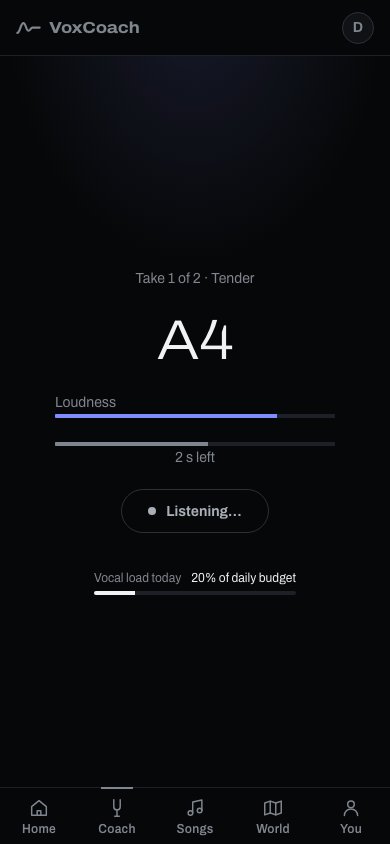 VoxCoach
D
Take 1 of 2 · Tender
A4
Loudness
2 s left
Listening...
Vocal load today 20% of daily budget
Home Coach Songs World You